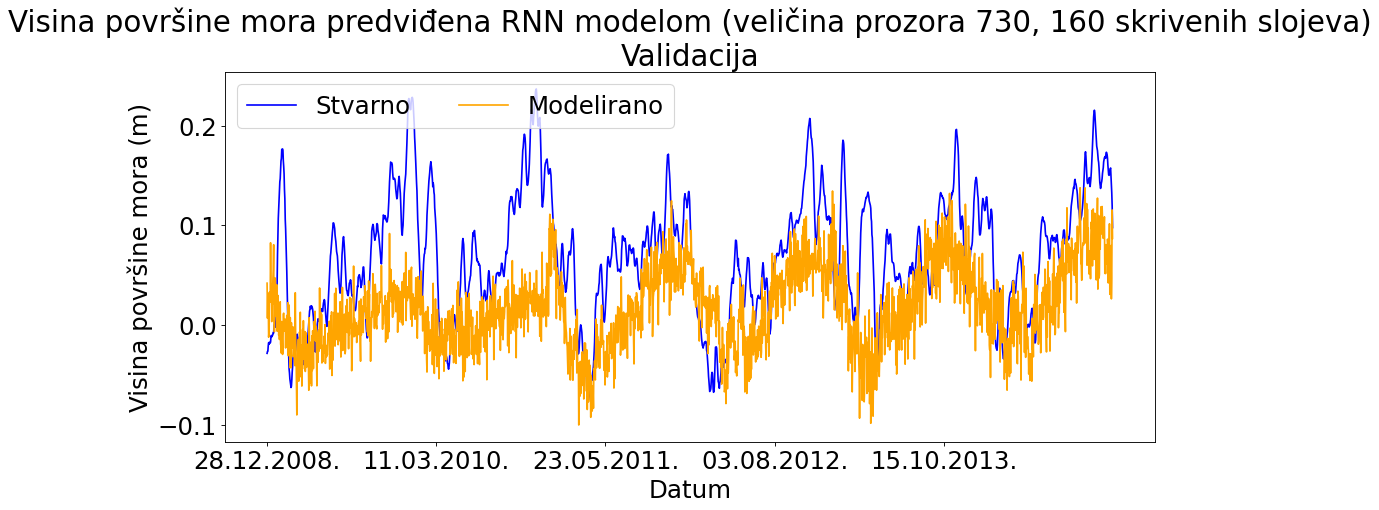 Visina površine mora predviđena RNN modelom (veličina prozora 730, 160 skrivenih slojeva)
Validacija
Stvarno
Modelirano
Visina površine mora (m)
0.2
0.1
0.0
−0.1
28.12.2008.
11.03.2010.
23.05.2011.
03.08.2012.
15.10.2013.
Datum